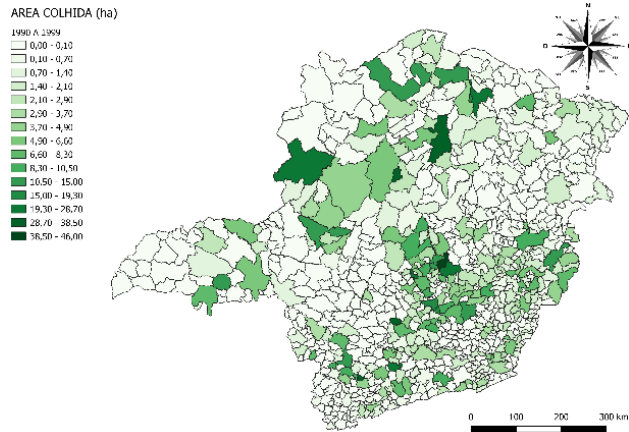 AREA COLHIDA (ha)
1990 A 1999
0,00 - 0,10
0,10 - 0,70
0,70 - 1,40
1,40 - 2,10
2,10 - 2,90
2,90 - 3,70
3,70 - 4,90
4,90 - 6,60
6,60 - 8,30
8,30 - 10,50
10,50 - 15,00
15,00 - 19,30
19,30 - 28,70
28,70 - 38,50
38,50 - 46,00
N
0 100 200 300 km